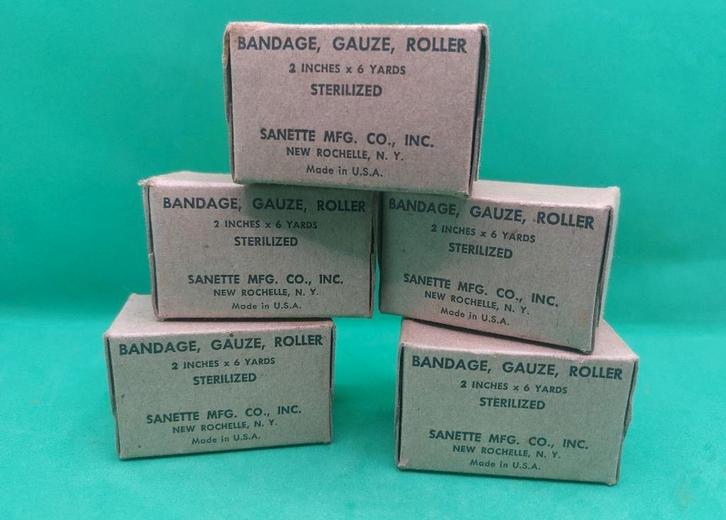 BANDAGE, GAUZE, ROLLER
2 INCHES x 6 YARDS
STERILIZED
SANETTE MFG. CO., INC.
NEW ROCHELLE, N. Y.
Made in U.S.A.
BANDAGE, GAUZE, ROLLER
2 INCHES x 6 YARDS
STERILIZED
SANETTE MFG. CO., INC.
NEW ROCHELLE, N. Y.
Made in U.S.A.
BANDAGE, GAUZE, ROLLER
2 INCHES x 6 YARDS
STERILIZED
SANETTE MFG. CO., INC.
NEW ROCHELLE, N. Y.
Made in U.S.A.
BANDAGE, GAUZE, ROLLER
2 INCHES x 6 YARDS
STERILIZED
SANETTE MFG. CO., INC.
NEW ROCHELLE, N. Y.
Made in U.S.A.
BANDAGE, GAUZE, ROLLER
2 INCHES x 6 YARDS
STERILIZED
SANETTE MFG. CO., INC.
NEW ROCHELLE, N. Y.
Made in U.S.A.